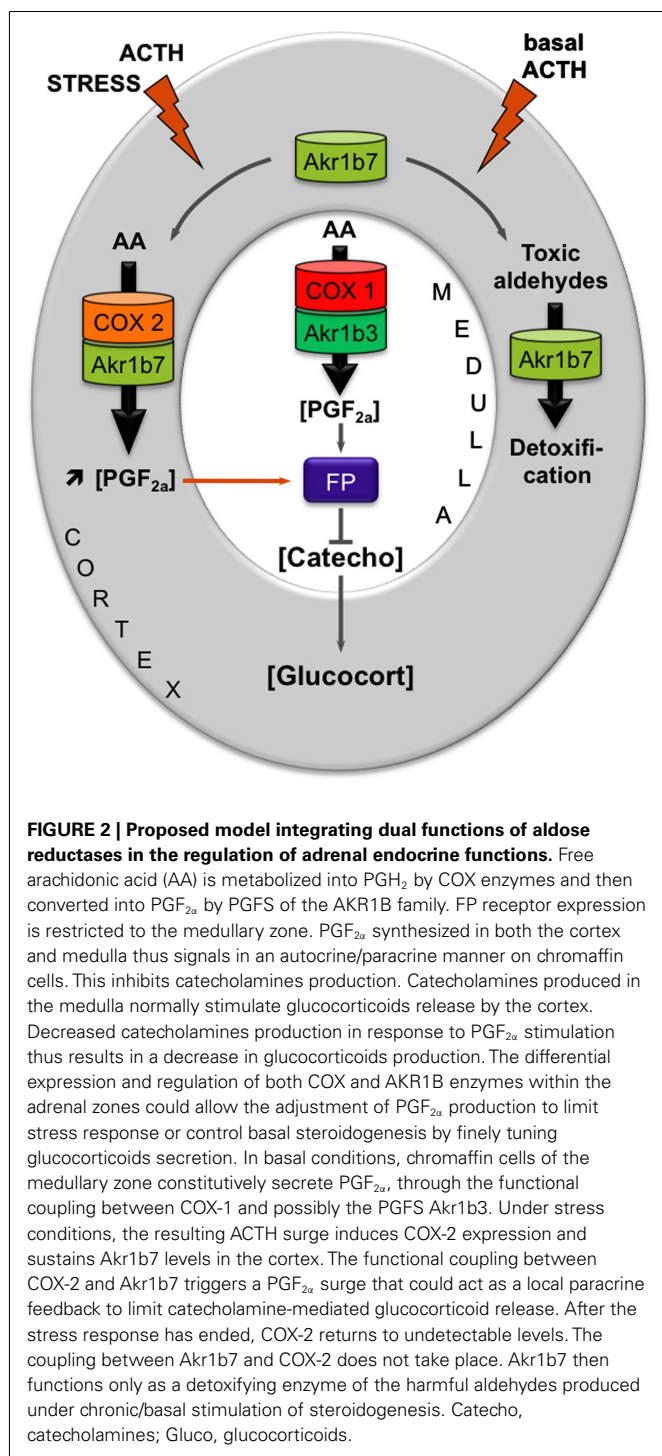 ACTH
STRESS
basal
ACTH
Akr1b7
AA
COX 2
Akr1b7
↗ [PGF2a]
AA
COX 1
Akr1b3
[PGF2a]
FP
[Catecho]
[Glucocort]
Toxic
aldehydes
Akr1b7
Detoxifi-
cation
MEDULLA
CORTEX
FIGURE 2 | Proposed model integrating dual functions of aldose
reductases in the regulation of adrenal endocrine functions. Free
arachidonic acid (AA) is metabolized into PGH2 by COX enzymes and then
converted into PGF2α by PGFS of the AKR1B family. FP receptor expression
is restricted to the medullary zone. PGF2α synthesized in both the cortex
and medulla thus signals in an autocrine/paracrine manner on chromaffin
cells. This inhibits catecholamines production. Catecholamines produced in
the medulla normally stimulate glucocorticoids release by the cortex.
Decreased catecholamines production in response to PGF2α stimulation
thus results in a decrease in glucocorticoids production. The differential
expression and regulation of both COX and AKR1B enzymes within the
adrenal zones could allow the adjustment of PGF2α production to limit
stress response or control basal steroidogenesis by finely tuning
glucocorticoids secretion. In basal conditions, chromaffin cells of the
medullary zone constitutively secrete PGF2α, through the functional
coupling between COX-1 and possibly the PGFS Akr1b3. Under stress
conditions, the resulting ACTH surge induces COX-2 expression and
sustains Akr1b7 levels in the cortex. The functional coupling between
COX-2 and Akr1b7 triggers a PGF2α surge that could act as a local paracrine
feedback to limit catecholamine-mediated glucocorticoid release. After the
stress response has ended, COX-2 returns to undetectable levels. The
coupling between Akr1b7 and COX-2 does not take place. Akr1b7 then
functions only as a detoxifying enzyme of the harmful aldehydes produced
under chronic/basal stimulation of steroidogenesis. Catecho,
catecholamines; Gluco, glucocorticoids.